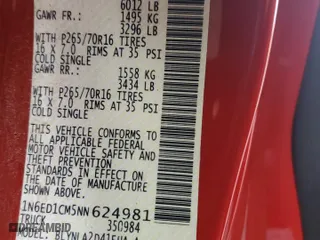 6012 LB
GAWR FR: 1495 KG
3296 LB
WITH P265/70R16 TIRES
16 X 7.0 RIMS AT 35 PSI
COLD SINGLE
GAWR RR: 1558 KG
3434 LB
WITH P265/70R16 TIRES
16 X 7.0 RIMS AT 35 PSI
COLD SINGLE
THIS VEHICLE CONFORMS TO
ALL APPLICABLE FEDERAL
MOTOR VEHICLE SAFETY
STANDARDS IN EFFECT ON
THE DATE OF MANUFACTURE
SHOWN ABOVE
1N6ED1CM5NN624981
TRUCK 350984